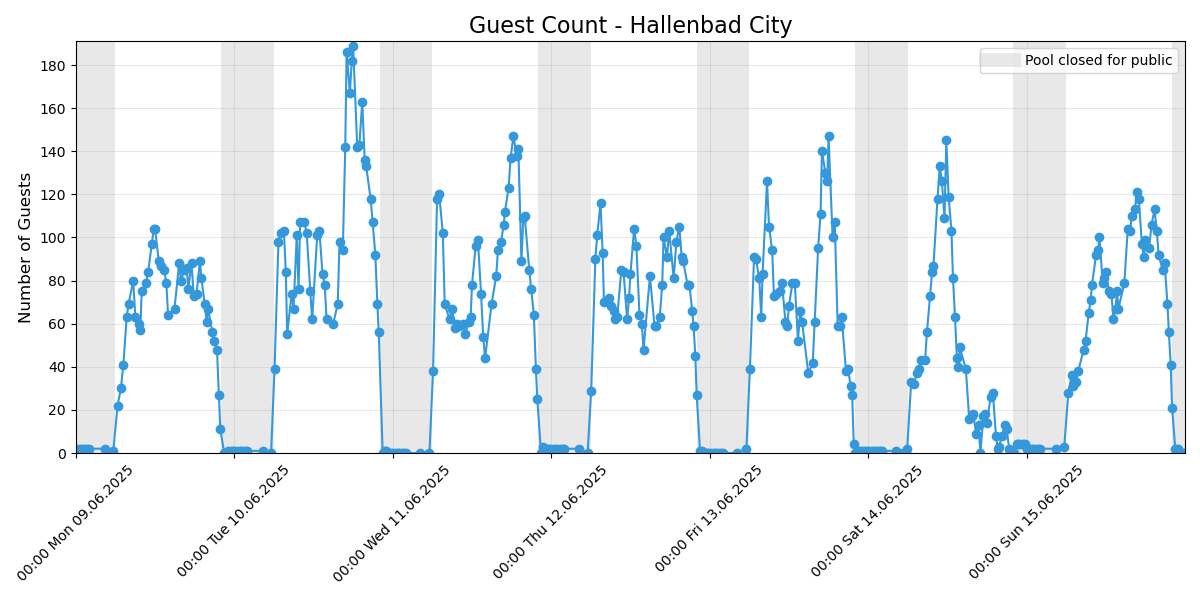 Guest Count - Hallenbad City
Pool closed for public
Number of Guests
180
160
140
120
100
80
60
40
20
0
00:00 Mon 09.06.2025
00:00 Tue 10.06.2025
00:00 Wed 11.06.2025
00:00 Thu 12.06.2025
00:00 Fri 13.06.2025
00:00 Sat 14.06.2025
00:00 Sun 15.06.2025